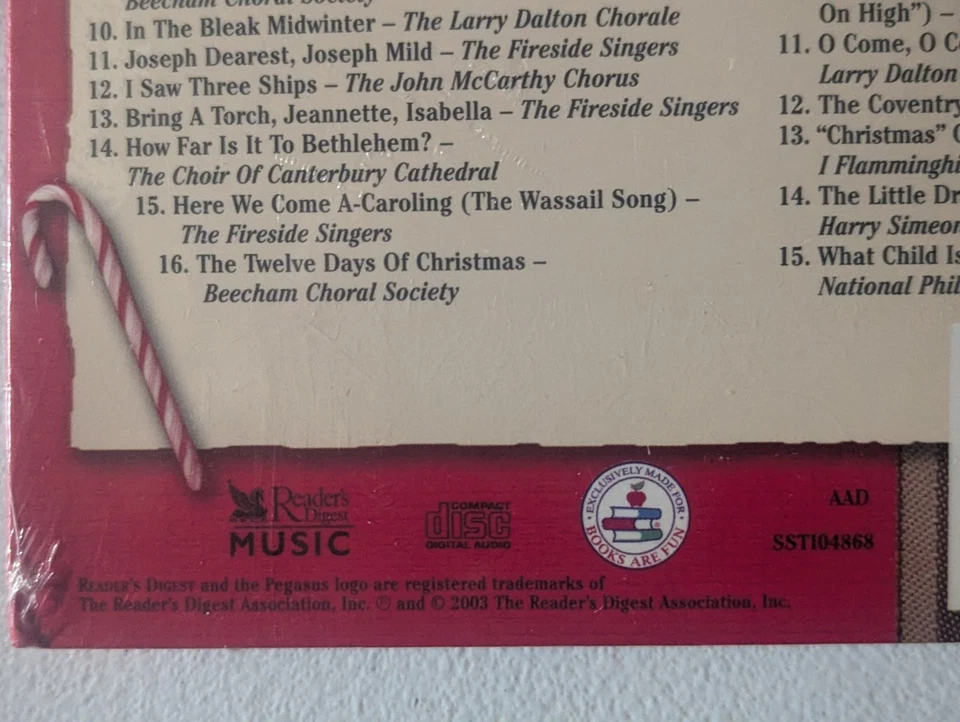 Beecham Choral Society
10. In The Bleak Midwinter – The Larry Dalton Chorale
11. Joseph Dearest, Joseph Mild – The Fireside Singers
12. I Saw Three Ships – The John McCarthy Chorus
13. Bring A Torch, Jeannette, Isabella – The Fireside Singers
14. How Far Is It To Bethlehem? –
The Choir Of Canterbury Cathedral
15. Here We Come A-Caroling (The Wassail Song) –
The Fireside Singers
16. The Twelve Days Of Christmas –
Beecham Choral Society
On High") –
11. O Come, O
Larry Dalton
12. The Coventry
13. "Christmas"
I Flamminghi
14. The Little
Harry
15. What Child
National
Reader's
Digest
MUSIC
COMPACT
disc
DIGITAL AUDIO
EXCLUSIVELY MADE FOR
BOOKS ARE FUN
AAD
SST104868
READER'S DIGEST and the Pegasus logo are registered trademarks of
The Reader's Digest Association, Inc. ℗ and © 2003 The Reader's Digest Association, Inc.